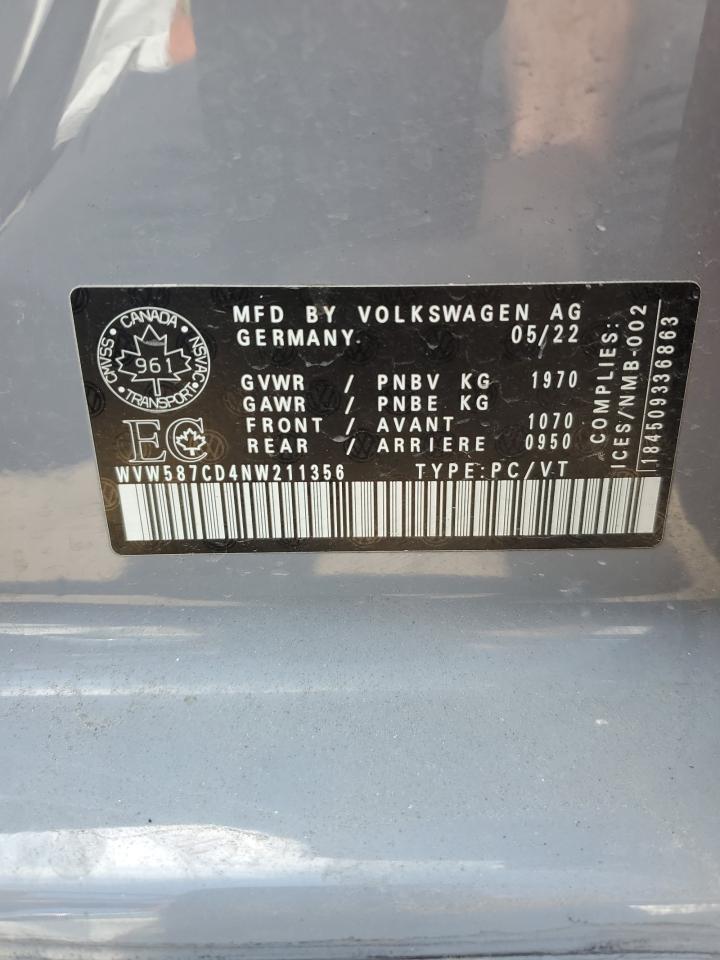 MFD BY VOLKSWAGEN AG
GERMANY. 05/22
GVWR / PNBV KG 1970
GAWR / PNBE KG
FRONT / AVANT 1070
REAR / ARRIERE 0950
CANADA
CMVSS 961 NSVAC
TRANSPORT
EC
WVW587CD4NW211356 TYPE:PC/VT
COMPLIES:
ICES/NMB-002
184509336863